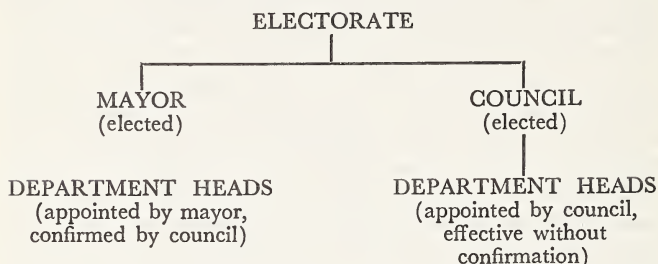 ELECTORATE
MAYOR
(elected)
COUNCIL
(elected)
DEPARTMENT HEADS
(appointed by mayor,
confirmed by council)
DEPARTMENT HEADS
(appointed by council,
effective without
confirmation)